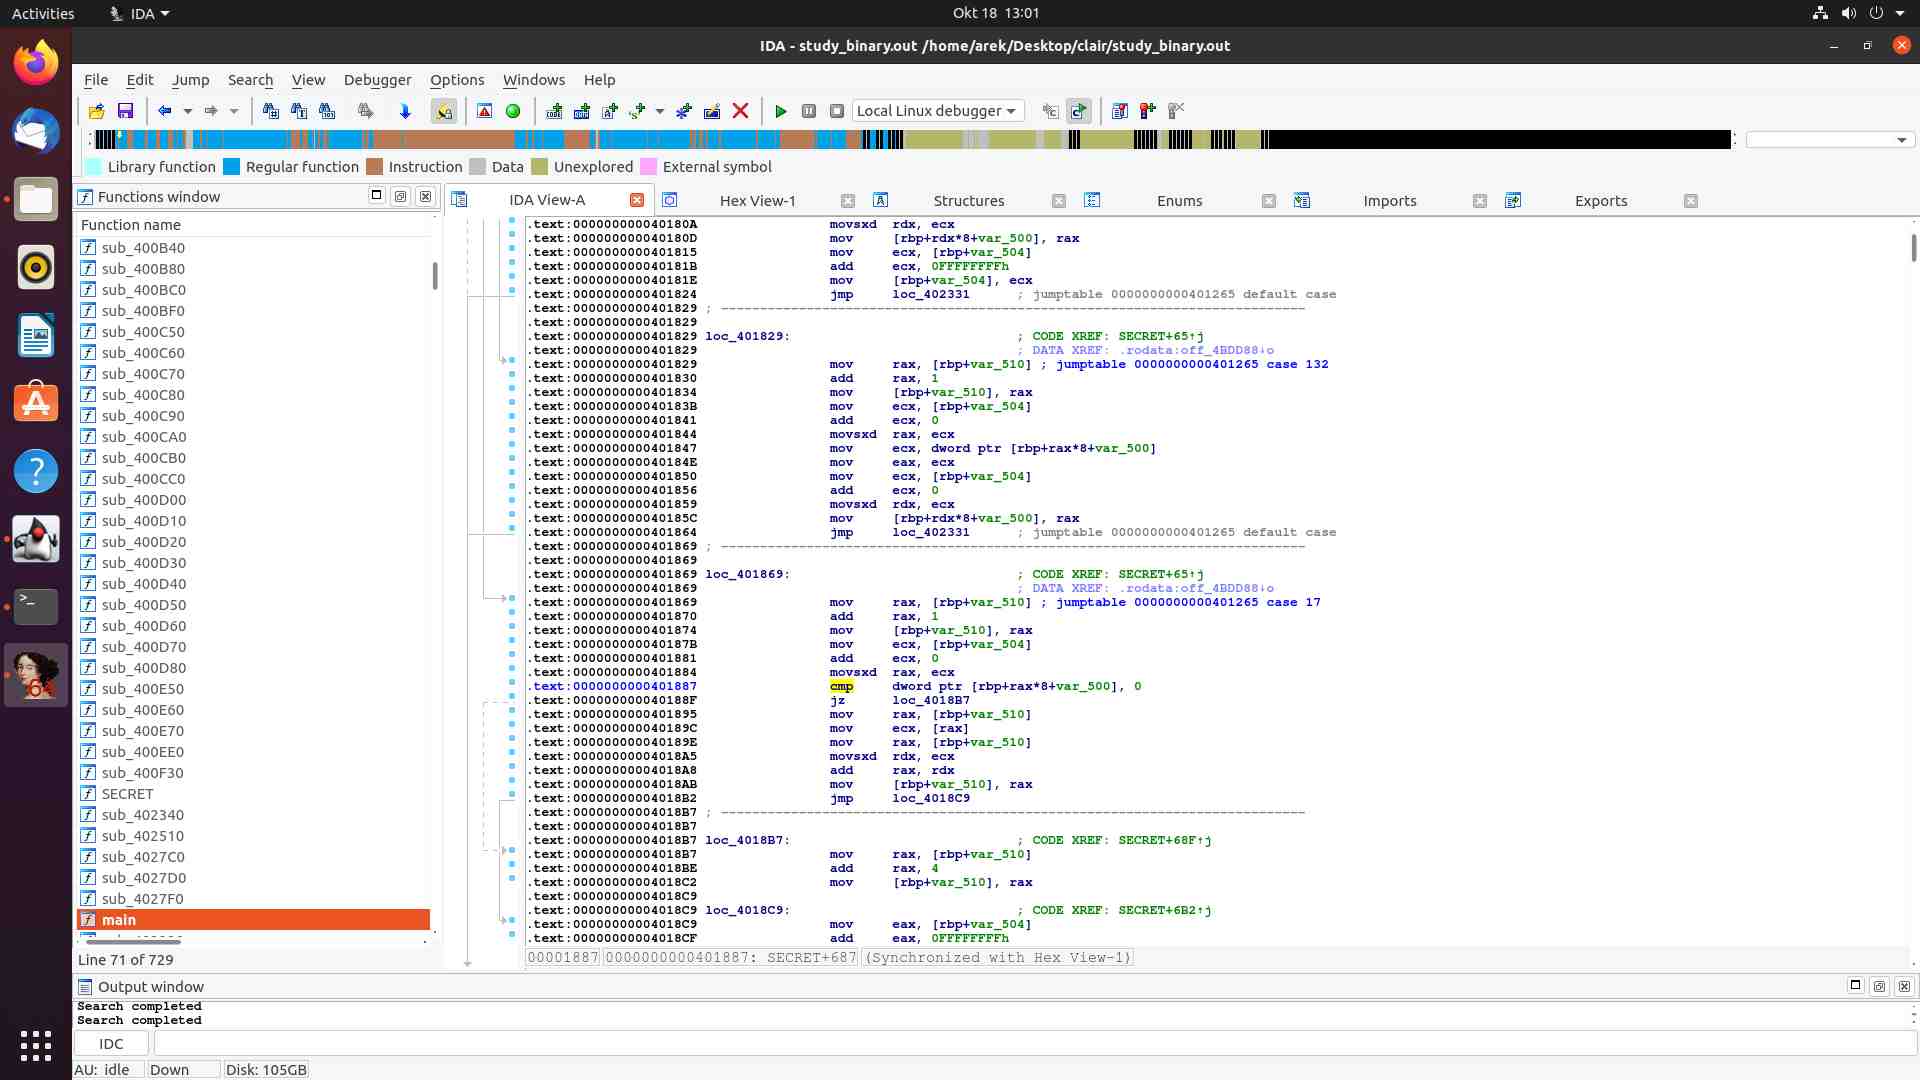 Activities
IDA
Okt 18 13:01
IDA - study_binary.out /home/arek/Desktop/clair/study_binary.out
File Edit Jump Search View Debugger Options Windows Help
Local Linux debugger
Library function Regular function Instruction Data Unexplored External symbol
Functions window
IDA View-A
Hex View-1
Structures
Enums
Imports
Exports
Function name
sub_400B40
sub_400B80
sub_400BC0
sub_400BF0
sub_400C50
sub_400C60
sub_400C70
sub_400C80
sub_400C90
sub_400CA0
sub_400CB0
sub_400CC0
sub_400D00
sub_400D10
sub_400D20
sub_400D30
sub_400D40
sub_400D50
sub_400D60
sub_400D70
sub_400D80
sub_400E50
sub_400E60
sub_400E70
sub_400EE0
sub_400F30
SECRET
sub_402340
sub_402510
sub_4027C0
sub_4027D0
sub_4027F0
main
Line 71 of 729
.text:000000000040180A movsxd rdx, ecx
.text:000000000040180D mov [rbp+rdx*8+var_500], rax
.text:0000000000401815 mov ecx, [rbp+var_504]
.text:000000000040181B add ecx, 0FFFFFFFFh
.text:000000000040181E mov [rbp+var_504], ecx
.text:0000000000401824 jmp loc_402331 ; jumptable 0000000000401265 default case
.text:0000000000401829 ; ---------------------------------------------------------------------------
.text:0000000000401829
.text:0000000000401829 loc_401829: ; CODE XREF: SECRET+65↑j
.text:0000000000401829 ; DATA XREF: .rodata:off_4BDD88↓o
.text:0000000000401829 mov rax, [rbp+var_510] ; jumptable 0000000000401265 case 132
.text:0000000000401830 add rax, 1
.text:0000000000401834 mov [rbp+var_510], rax
.text:000000000040183B mov ecx, [rbp+var_504]
.text:0000000000401841 add ecx, 0
.text:0000000000401844 movsxd rax, ecx
.text:0000000000401847 mov ecx, dword ptr [rbp+rax*8+var_500]
.text:000000000040184E mov eax, ecx
.text:0000000000401850 mov ecx, [rbp+var_504]
.text:0000000000401856 add ecx, 0
.text:0000000000401859 movsxd rdx, ecx
.text:000000000040185C mov [rbp+rdx*8+var_500], rax
.text:0000000000401864 jmp loc_402331 ; jumptable 0000000000401265 default case
.text:0000000000401869 ; ---------------------------------------------------------------------------
.text:0000000000401869
.text:0000000000401869 loc_401869: ; CODE XREF: SECRET+65↑j
.text:0000000000401869 ; DATA XREF: .rodata:off_4BDD88↓o
.text:0000000000401869 mov rax, [rbp+var_510] ; jumptable 0000000000401265 case 17
.text:0000000000401870 add rax, 1
.text:0000000000401874 mov [rbp+var_510], rax
.text:000000000040187B mov ecx, [rbp+var_504]
.text:0000000000401881 add ecx, 0
.text:0000000000401884 movsxd rax, ecx
.text:0000000000401887 cmp dword ptr [rbp+rax*8+var_500], 0
.text:000000000040188F jz loc_4018B7
.text:0000000000401895 mov rax, [rbp+var_510]
.text:000000000040189C mov ecx, [rax]
.text:000000000040189E mov rax, [rbp+var_510]
.text:00000000004018A5 movsxd rdx, ecx
.text:00000000004018A8 add rax, rdx
.text:00000000004018AB mov [rbp+var_510], rax
.text:00000000004018B2 jmp loc_4018C9
.text:00000000004018B7 ; ---------------------------------------------------------------------------
.text:00000000004018B7
.text:00000000004018B7 loc_4018B7: ; CODE XREF: SECRET+68F↑j
.text:00000000004018B7 mov rax, [rbp+var_510]
.text:00000000004018BE add rax, 4
.text:00000000004018C2 mov [rbp+var_510], rax
.text:00000000004018C9
.text:00000000004018C9 loc_4018C9: ; CODE XREF: SECRET+6B2↑j
.text:00000000004018C9 mov eax, [rbp+var_504]
.text:00000000004018CF add eax, 0FFFFFFFFh
00001887 0000000000401887: SECRET+687 (Synchronized with Hex View-1)
Output window
Search completed
Search completed
IDC
AU: idle Down Disk: 105GB